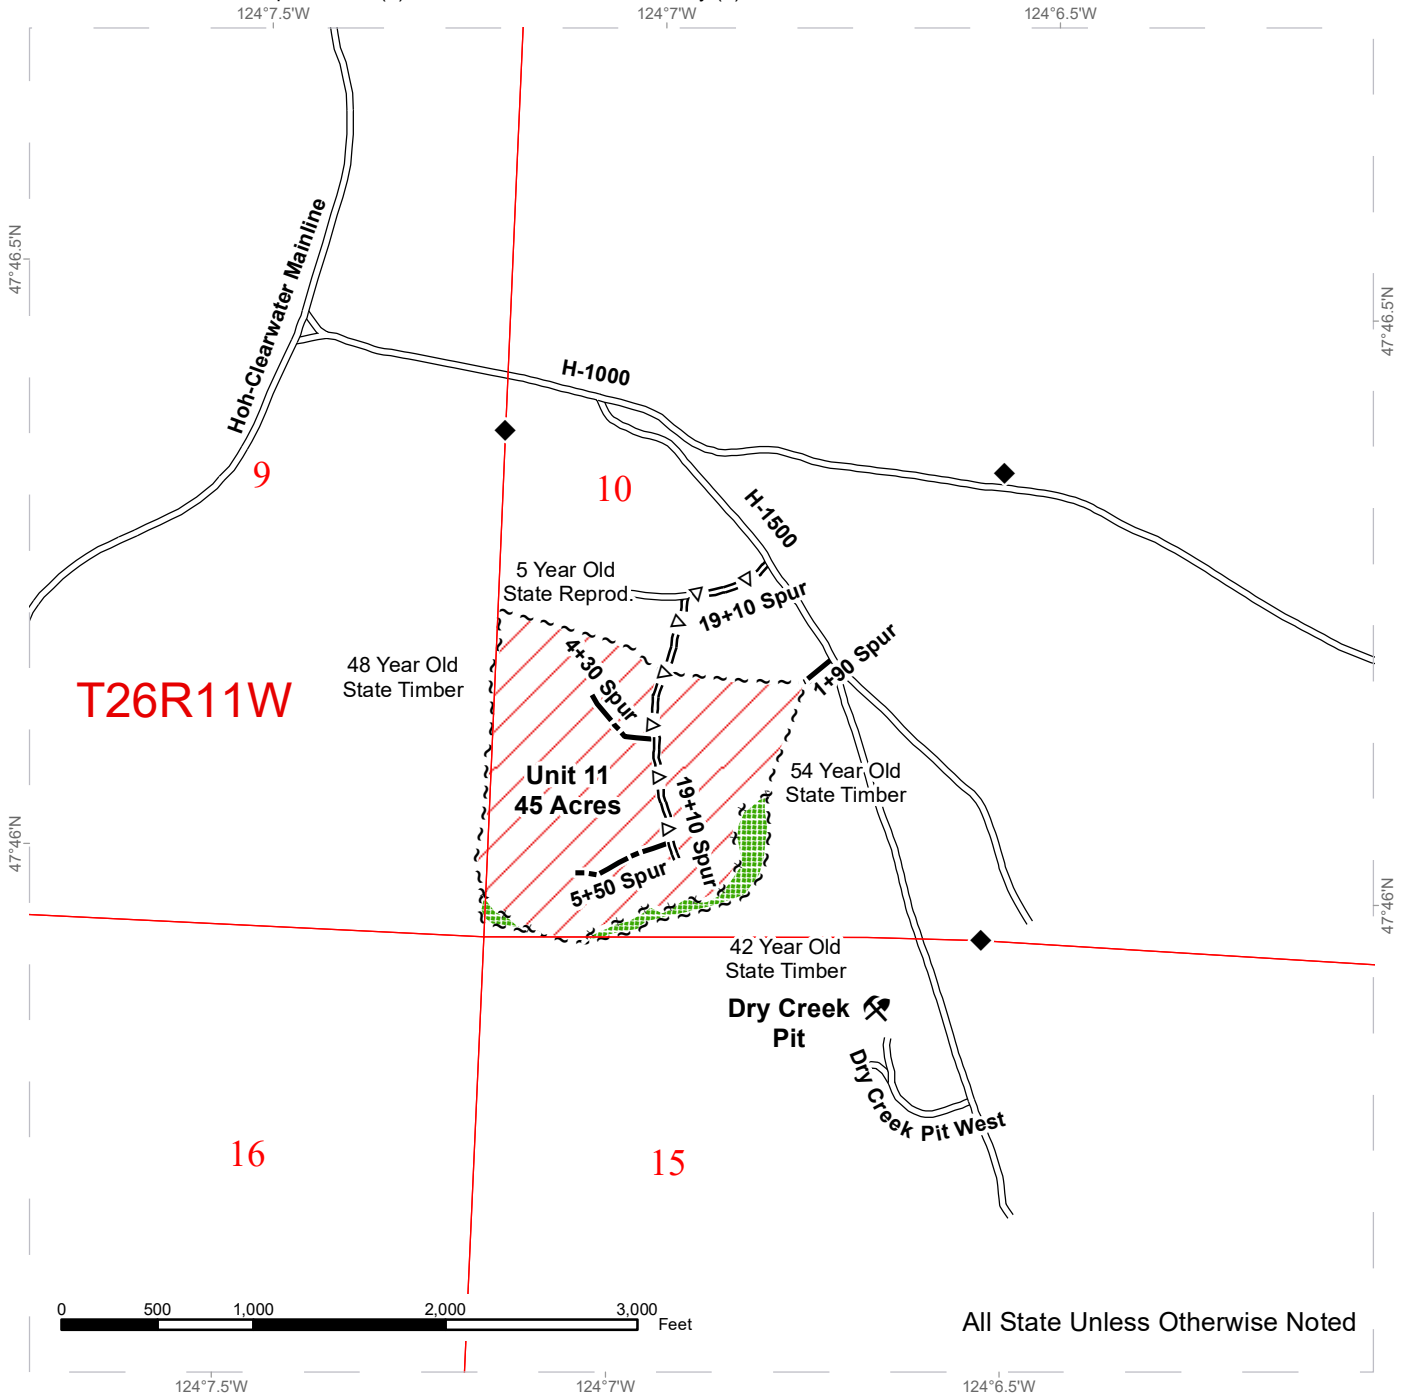 124°7.5'W
124°7'W
124°6.5'W
47°46.5'N
47°46.5'N
Hoh-Clearwater Mainline
H-1000
9
10
H-1500
5 Year Old
State Reprod.
19+10 Spur
48 Year Old
State Timber
4+30 Spur
1+90 Spur
T26R11W
Unit 11
45 Acres
54 Year Old
State Timber
19+10 Spur
47°46'N
47°46'N
5+50 Spur
42 Year Old
State Timber
Dry Creek
Pit
Dry Creek Pit West
16
15
0 500 1,000 2,000 3,000
Feet
All State Unless Otherwise Noted
124°7.5'W
124°7'W
124°6.5'W